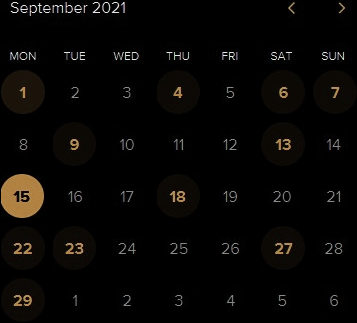 September 2021 < >
MON TUE WED THU FRI SAT SUN
1 2 3 4 5 6 7
8 9 10 11 12 13 14
15 16 17 18 19 20 21
22 23 24 25 26 27 28
29 1 2 3 4 5 6